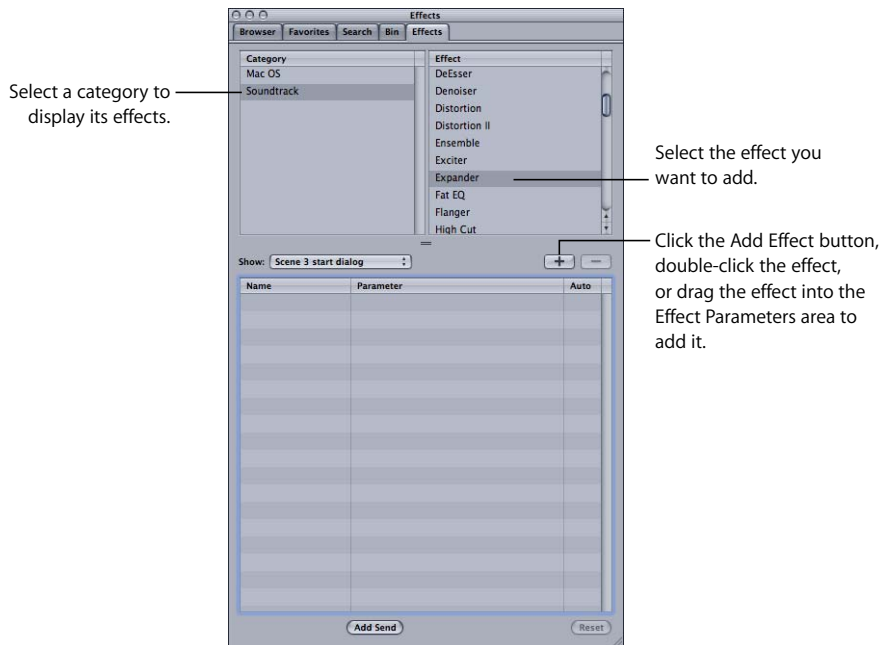 Effects
Browser Favorites Search Bin Effects
Category
Mac OS
Soundtrack
Effect
DeEsser
Denoiser
Distortion
Distortion II
Ensemble
Exciter
Expander
Fat EQ
Flanger
High Cut
Select a category to
display its effects.
Select the effect you
want to add.
Click the Add Effect button,
double-click the effect,
or drag the effect into the
Effect Parameters area to
add it.
Show: Scene 3 start dialog
Name Parameter Auto
Add Send Reset